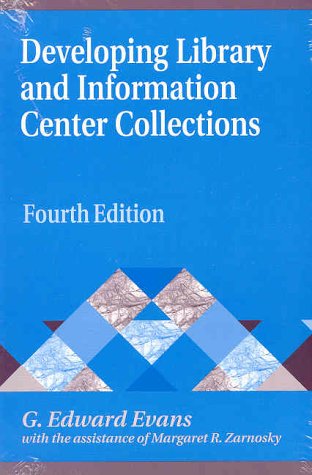 Developing Library
and Information
Center Collections
Fourth Edition
G. Edward Evans
with the assistance of Margaret R. Zarnosky